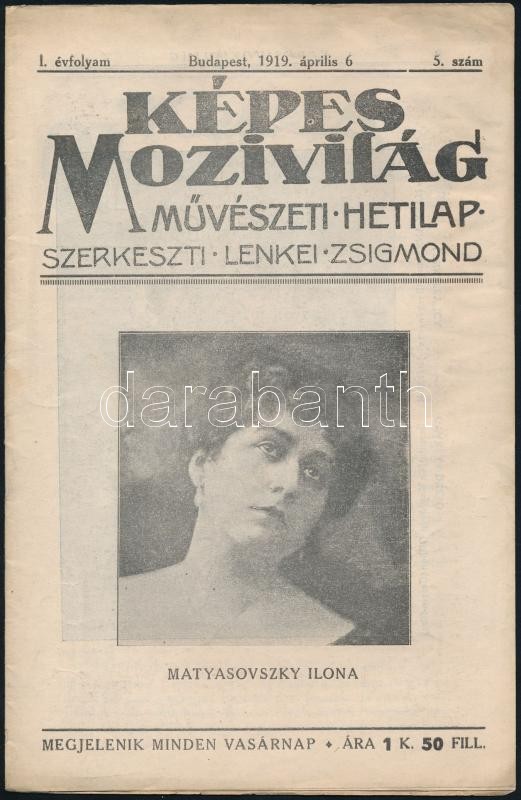 I. évfolyam Budapest, 1919. április 6 5. szám
KÉPES
MOZIVILÁG
MŰVÉSZETI · HETILAP ·
SZERKESZTI · LENKEI · ZSIGMOND
darabanth
MATYASOVSZKY ILONA
MEGJELENIK MINDEN VASÁRNAP ♦ ÁRA 1 K. 50 FILL.